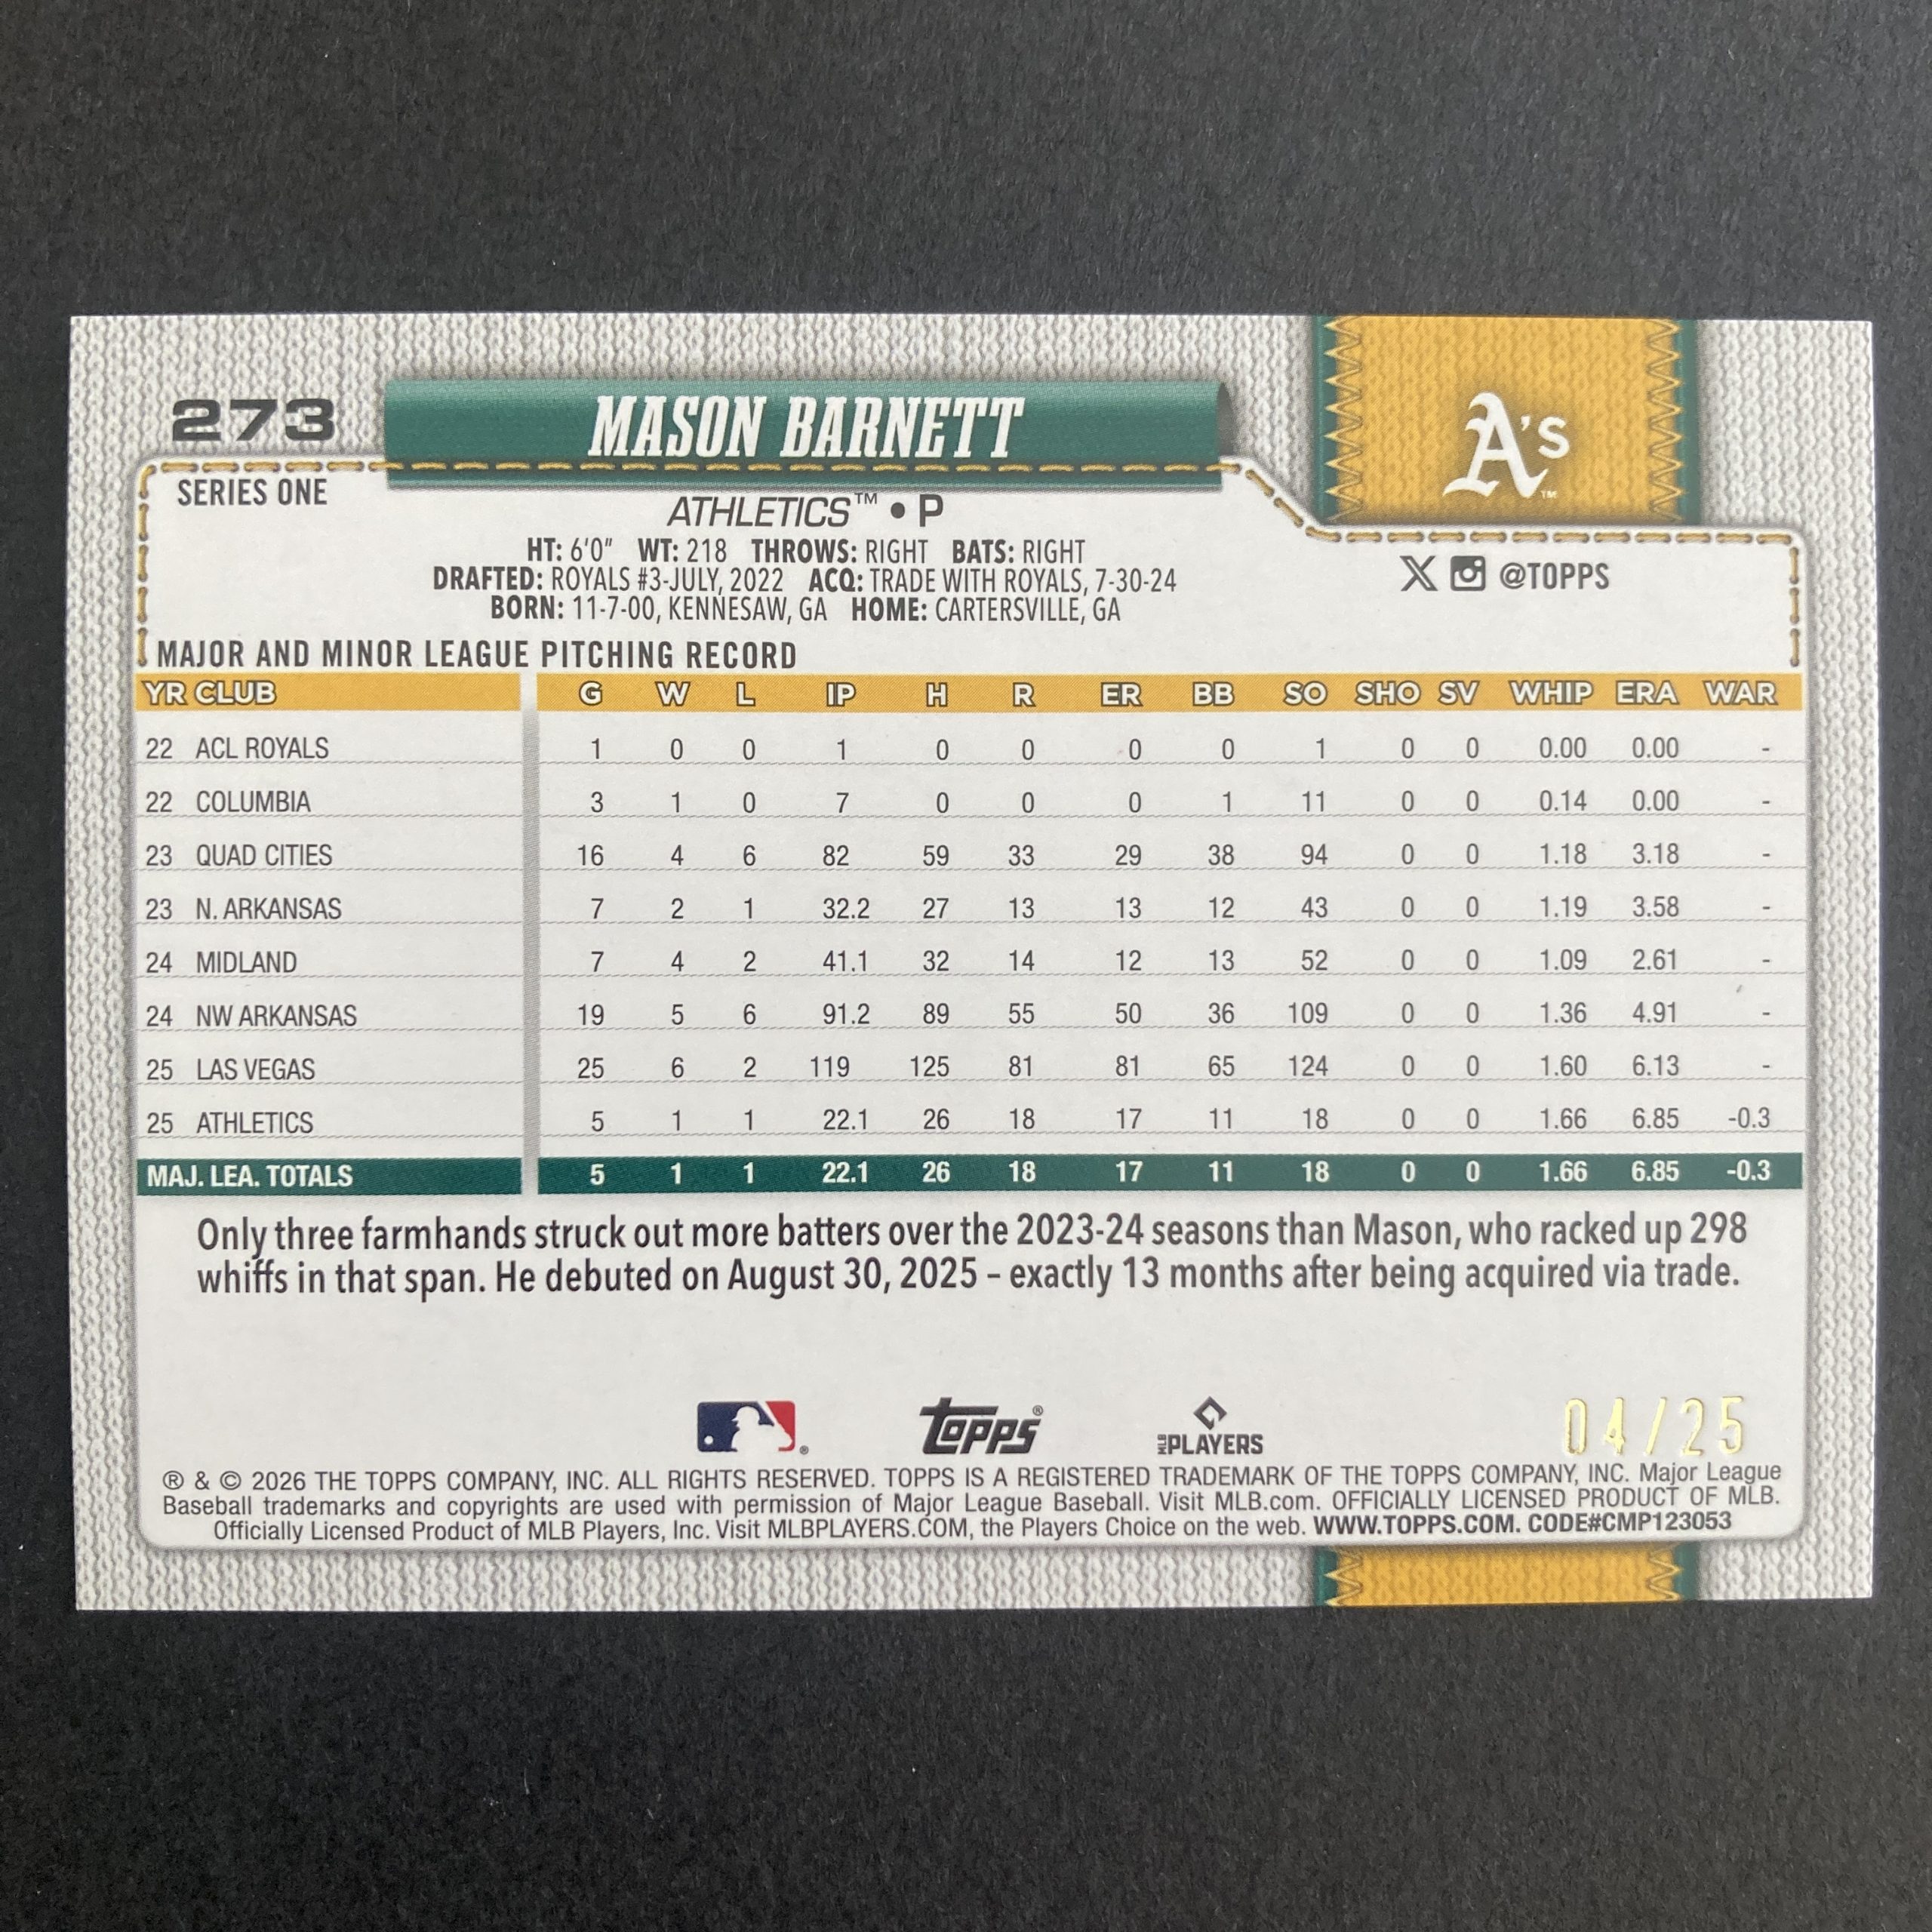 273
MASON BARNETT
A's™
SERIES ONE
ATHLETICS™ • P
HT: 6'0" WT: 218 THROWS: RIGHT BATS: RIGHT
DRAFTED: ROYALS #3-JULY, 2022 ACQ: TRADE WITH ROYALS, 7-30-24
BORN: 11-7-00, KENNESAW, GA HOME: CARTERSVILLE, GA
@TOPPS
MAJOR AND MINOR LEAGUE PITCHING RECORD
YR CLUB G W L IP H R ER BB SO SHO SV WHIP ERA WAR
22 ACL ROYALS 1 0 0 1 0 0 0 0 1 0 0 0.00 0.00 -
22 COLUMBIA 3 1 0 7 0 0 0 1 11 0 0 0.14 0.00 -
23 QUAD CITIES 16 4 6 82 59 33 29 38 94 0 0 1.18 3.18 -
23 N. ARKANSAS 7 2 1 32.2 27 13 13 12 43 0 0 1.19 3.58 -
24 MIDLAND 7 4 2 41.1 32 14 12 13 52 0 0 1.09 2.61 -
24 NW ARKANSAS 19 5 6 91.2 89 55 50 36 109 0 0 1.36 4.91 -
25 LAS VEGAS 25 6 2 119 125 81 81 65 124 0 0 1.60 6.13 -
25 ATHLETICS 5 1 1 22.1 26 18 17 11 18 0 0 1.66 6.85 -0.3
MAJ. LEA. TOTALS 5 1 1 22.1 26 18 17 11 18 0 0 1.66 6.85 -0.3
Only three farmhands struck out more batters over the 2023-24 seasons than Mason, who racked up 298
whiffs in that span. He debuted on August 30, 2025 – exactly 13 months after being acquired via trade.
topps®
MLB PLAYERS
04/25
® & © 2026 THE TOPPS COMPANY, INC. ALL RIGHTS RESERVED. TOPPS IS A REGISTERED TRADEMARK OF THE TOPPS COMPANY, INC. Major League
Baseball trademarks and copyrights are used with permission of Major League Baseball. Visit MLB.com. OFFICIALLY LICENSED PRODUCT OF MLB.
Officially Licensed Product of MLB Players, Inc. Visit MLBPLAYERS.COM, the Players Choice on the web. WWW.TOPPS.COM. CODE#CMP123053